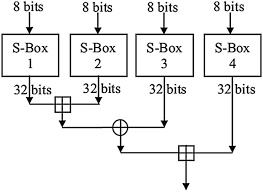 8 bits 8 bits 8 bits 8 bits
S-Box S-Box S-Box S-Box
1 2 3 4
32 bits 32 bits 32 bits 32 bits